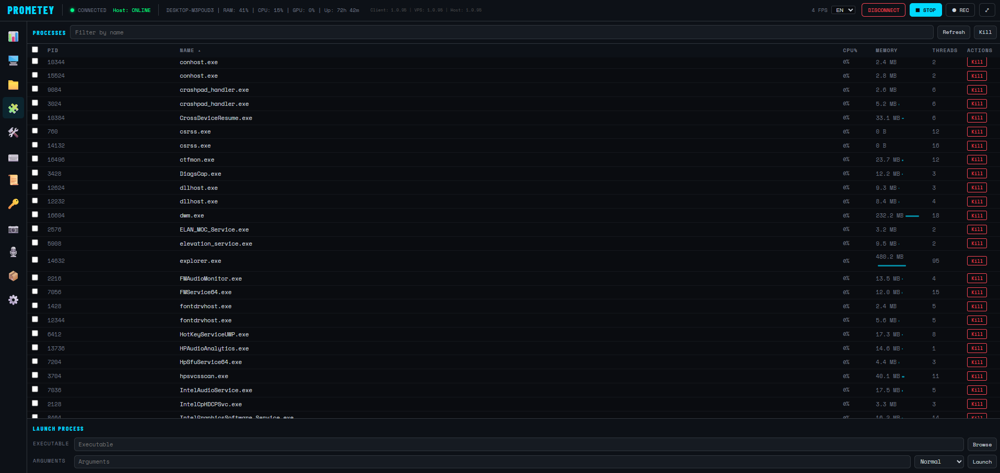 PROMETEY CONNECTED Host: ONLINE DESKTOP-M3POUD3 | RAM: 41% | CPU: 15% | GPU: 0% | Up: 72h 42m Client: 1.0.95 | VPS: 1.0.95 | Host: 1.0.95 4 FPS EN DISCONNECT STOP REC
PROCESSES Filter by name Refresh Kill
PID NAME CPU% MEMORY THREADS ACTIONS
10344 conhost.exe 0% 2.4 MB 2 Kill
15524 conhost.exe 0% 2.8 MB 2 Kill
9084 crashpad_handler.exe 0% 2.6 MB 6 Kill
3024 crashpad_handler.exe 0% 5.2 MB 6 Kill
10384 CrossDeviceResume.exe 0% 33.1 MB 6 Kill
760 csrss.exe 0% 0 B 12 Kill
14132 csrss.exe 0% 0 B 16 Kill
16496 ctfmon.exe 0% 23.7 MB 12 Kill
3428 DiagsCap.exe 0% 12.2 MB 3 Kill
12624 dllhost.exe 0% 9.3 MB 3 Kill
12232 dllhost.exe 0% 8.4 MB 4 Kill
16604 dwm.exe 0% 232.2 MB 18 Kill
2576 ELAN_MOC_Service.exe 0% 3.2 MB 2 Kill
5908 elevation_service.exe 0% 9.5 MB 2 Kill
14632 explorer.exe 0% 480.2 MB 95 Kill
2216 FMAudioMonitor.exe 0% 13.5 MB 4 Kill
7056 FMService64.exe 0% 12.0 MB 15 Kill
1428 fontdrvhost.exe 0% 2.4 MB 5 Kill
12344 fontdrvhost.exe 0% 5.6 MB 5 Kill
6412 HotKeyServiceUWP.exe 0% 17.3 MB 8 Kill
13736 HPAudioAnalytics.exe 0% 14.6 MB 1 Kill
7204 HpSfuService64.exe 0% 4.4 MB 3 Kill
3704 hpsvcsscan.exe 0% 40.1 MB 11 Kill
7036 IntelAudioService.exe 0% 17.5 MB 5 Kill
2128 IntelCpHDCPSvc.exe 0% 3.3 MB 3 Kill
8464 IntelGraphicsSoftware.Service.exe 0% 16.2 MB 14 Kill
LAUNCH PROCESS
EXECUTABLE Executable Browse
ARGUMENTS Arguments Normal Launch